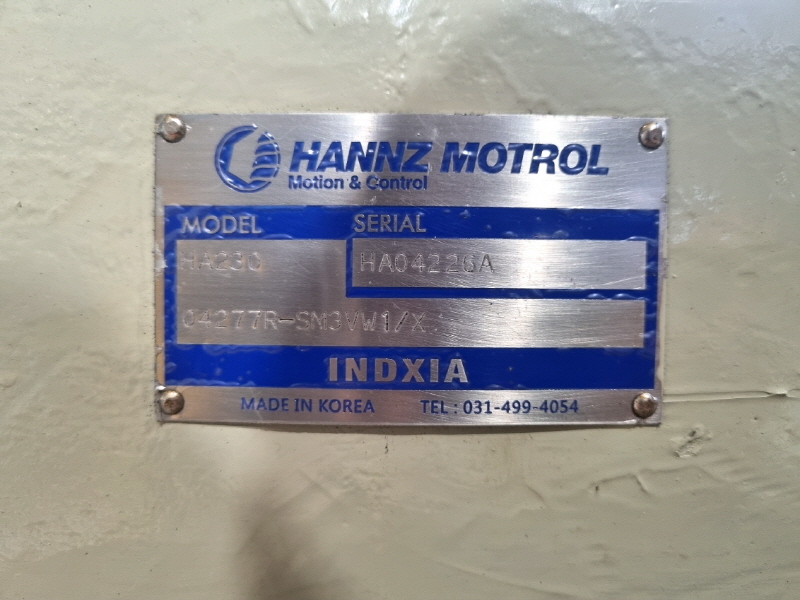 HANNZ MOTROL
Motion & Control
MODEL SERIAL
HA230 HA04226A
04277R-SM3VW1/X
INDXIA
MADE IN KOREA TEL : 031-499-4054